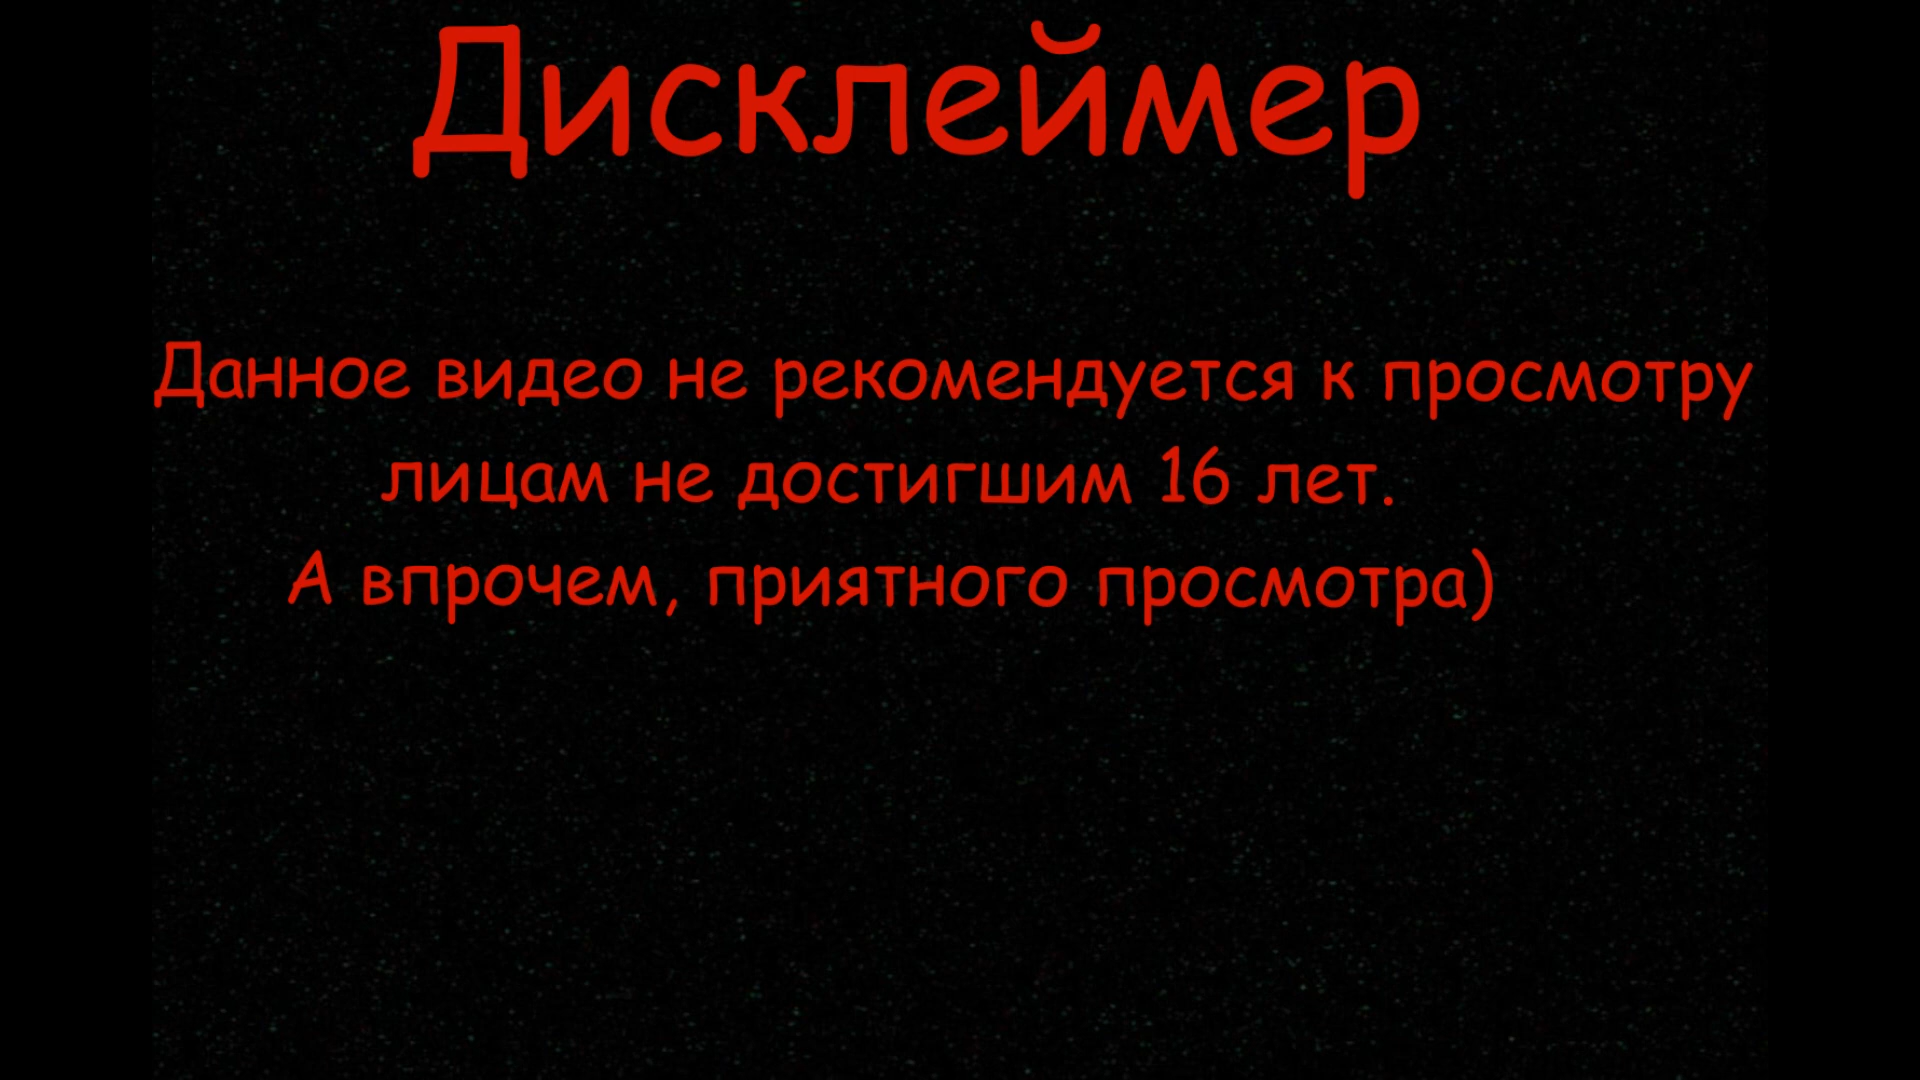 Дисклеймер
Данное видео не рекомендуется к просмотру
лицам не достигшим 16 лет.
А впрочем, приятного просмотра)